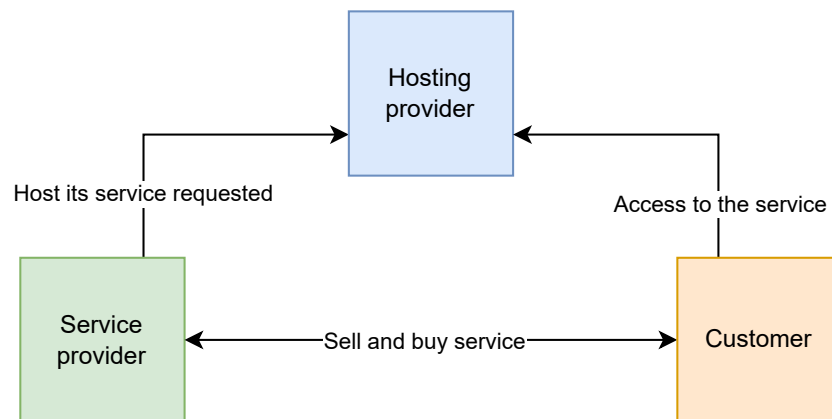 Hosting
provider
Host its service requested
Access to the service
Service
provider
Sell and buy service
Customer